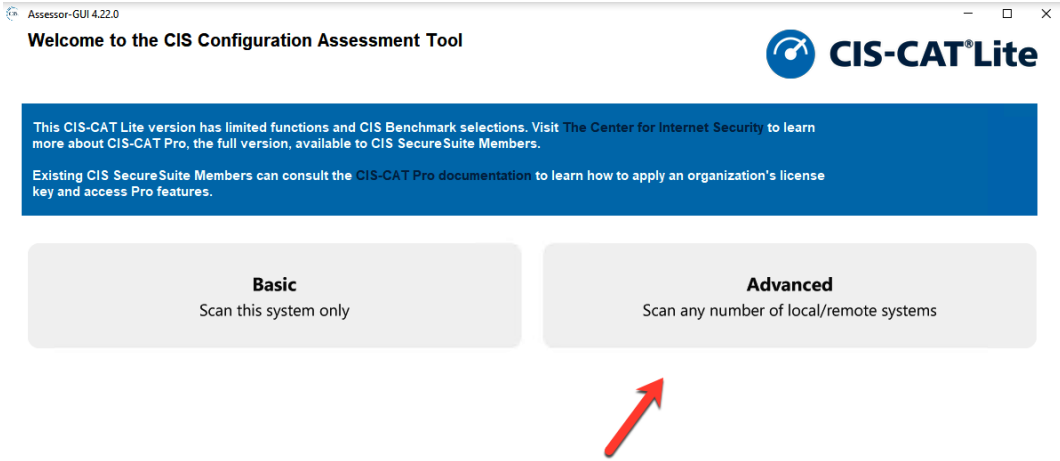 CIS Assessor-GUI 4.22.0
Welcome to the CIS Configuration Assessment Tool
CIS-CAT®Lite
This CIS-CAT Lite version has limited functions and CIS Benchmark selections. Visit The Center for Internet Security to learn
more about CIS-CAT Pro, the full version, available to CIS SecureSuite Members.
Existing CIS SecureSuite Members can consult the CIS-CAT Pro documentation to learn how to apply an organization's license
key and access Pro features.
Basic
Scan this system only
Advanced
Scan any number of local/remote systems